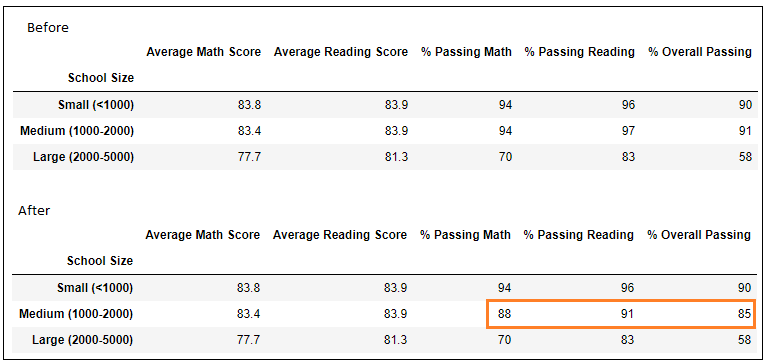 Before
Average Math Score Average Reading Score % Passing Math % Passing Reading % Overall Passing
School Size
Small (<1000) 83.8 83.9 94 96 90
Medium (1000-2000) 83.4 83.9 94 97 91
Large (2000-5000) 77.7 81.3 70 83 58
After
Average Math Score Average Reading Score % Passing Math % Passing Reading % Overall Passing
School Size
Small (<1000) 83.8 83.9 94 96 90
Medium (1000-2000) 83.4 83.9 88 91 85
Large (2000-5000) 77.7 81.3 70 83 58